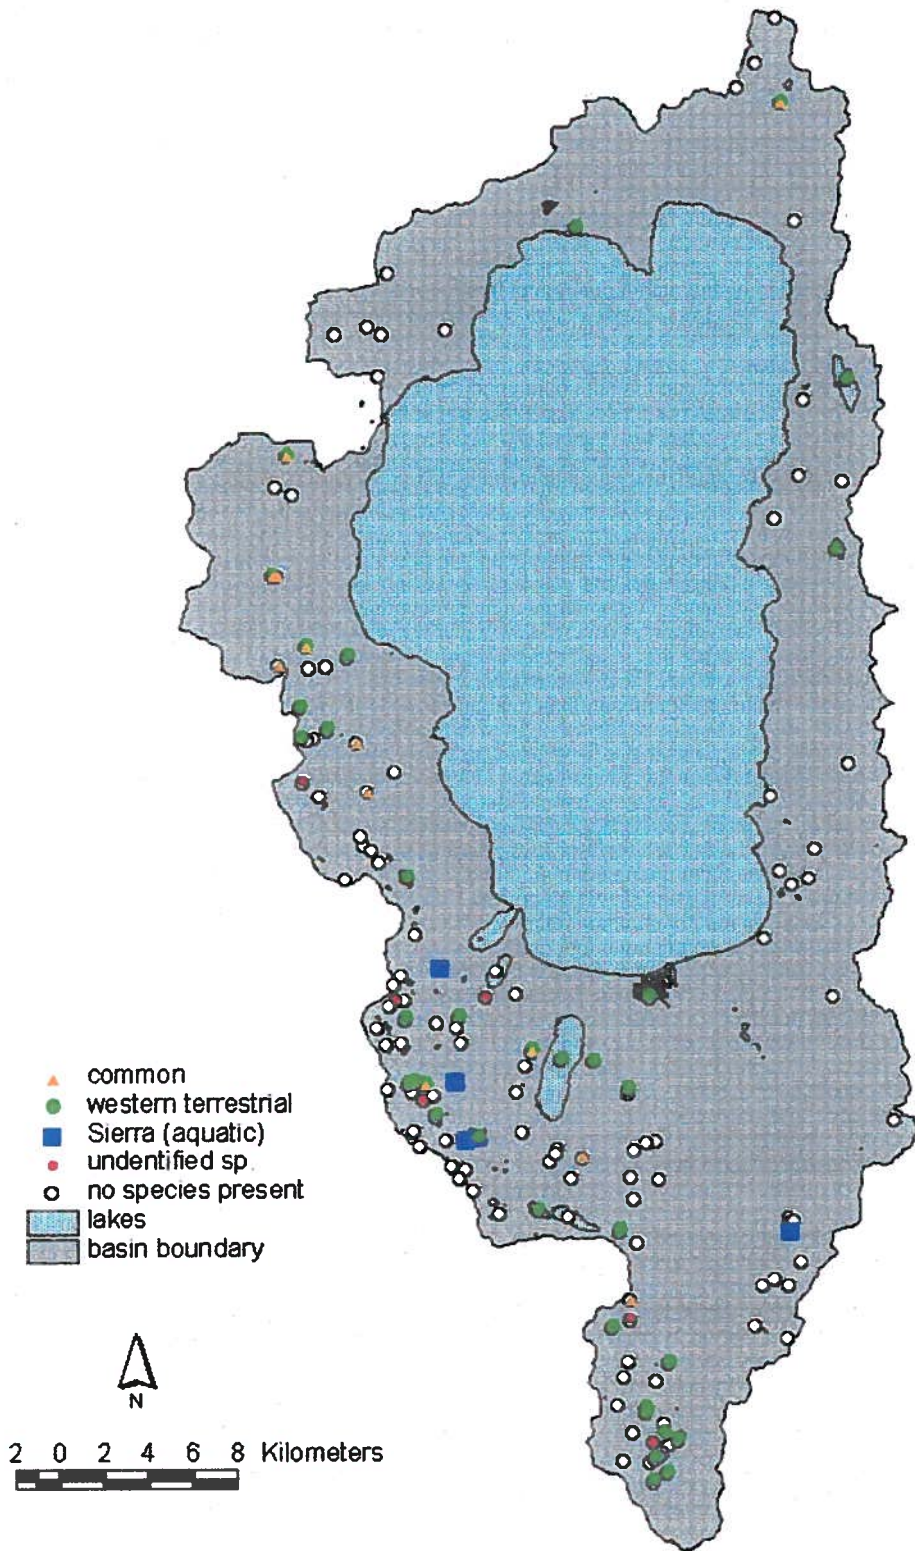 common
western terrestrial
Sierra (aquatic)
undentified sp.
no species present
lakes
basin boundary
N
2 0 2 4 6 8 Kilometers